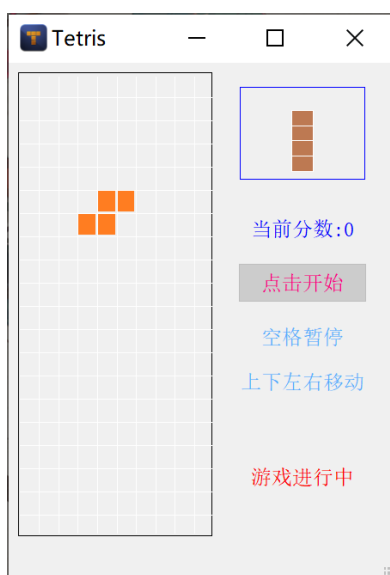 Tetris
当前分数:0
点击开始
空格暂停
上下左右移动
游戏进行中